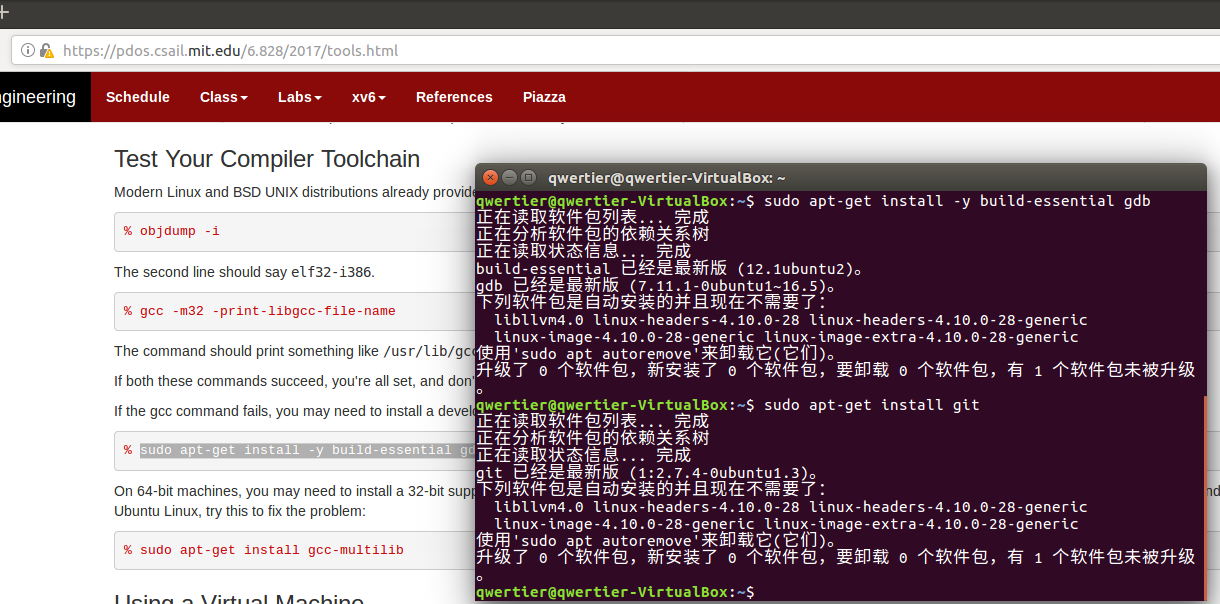 https://pdos.csail.mit.edu/6.828/2017/tools.html
ngineering Schedule Class Labs xv6 References Piazza
Test Your Compiler Toolchain
Modern Linux and BSD UNIX distributions already provide
% objdump -i
The second line should say elf32-i386.
% gcc -m32 -print-libgcc-file-name
The command should print something like /usr/lib/gcc
If both these commands succeed, you're all set, and don'
If the gcc command fails, you may need to install a devel
% sudo apt-get install -y build-essential gd
On 64-bit machines, you may need to install a 32-bit supp
nd
Ubuntu Linux, try this to fix the problem:
% sudo apt-get install gcc-multilib
Using a Virtual Machine
qwertier@qwertier-VirtualBox: ~
qwertier@qwertier-VirtualBox:~$ sudo apt-get install -y build-essential gdb
正在读取软件包列表... 完成
正在分析软件包的依赖关系树
正在读取状态信息... 完成
build-essential 已经是最新版 (12.1ubuntu2)。
gdb 已经是最新版 (7.11.1-0ubuntu1~16.5)。
下列软件包是自动安装的并且现在不需要了：
libllvm4.0 linux-headers-4.10.0-28 linux-headers-4.10.0-28-generic
linux-image-4.10.0-28-generic linux-image-extra-4.10.0-28-generic
使用'sudo apt autoremove'来卸载它(它们)。
升级了 0 个软件包，新安装了 0 个软件包，要卸载 0 个软件包，有 1 个软件包未被升级
。
qwertier@qwertier-VirtualBox:~$ sudo apt-get install git
正在读取软件包列表... 完成
正在分析软件包的依赖关系树
正在读取状态信息... 完成
git 已经是最新版 (1:2.7.4-0ubuntu1.3)。
下列软件包是自动安装的并且现在不需要了：
libllvm4.0 linux-headers-4.10.0-28 linux-headers-4.10.0-28-generic
linux-image-4.10.0-28-generic linux-image-extra-4.10.0-28-generic
使用'sudo apt autoremove'来卸载它(它们)。
升级了 0 个软件包，新安装了 0 个软件包，要卸载 0 个软件包，有 1 个软件包未被升级
。
qwertier@qwertier-VirtualBox:~$